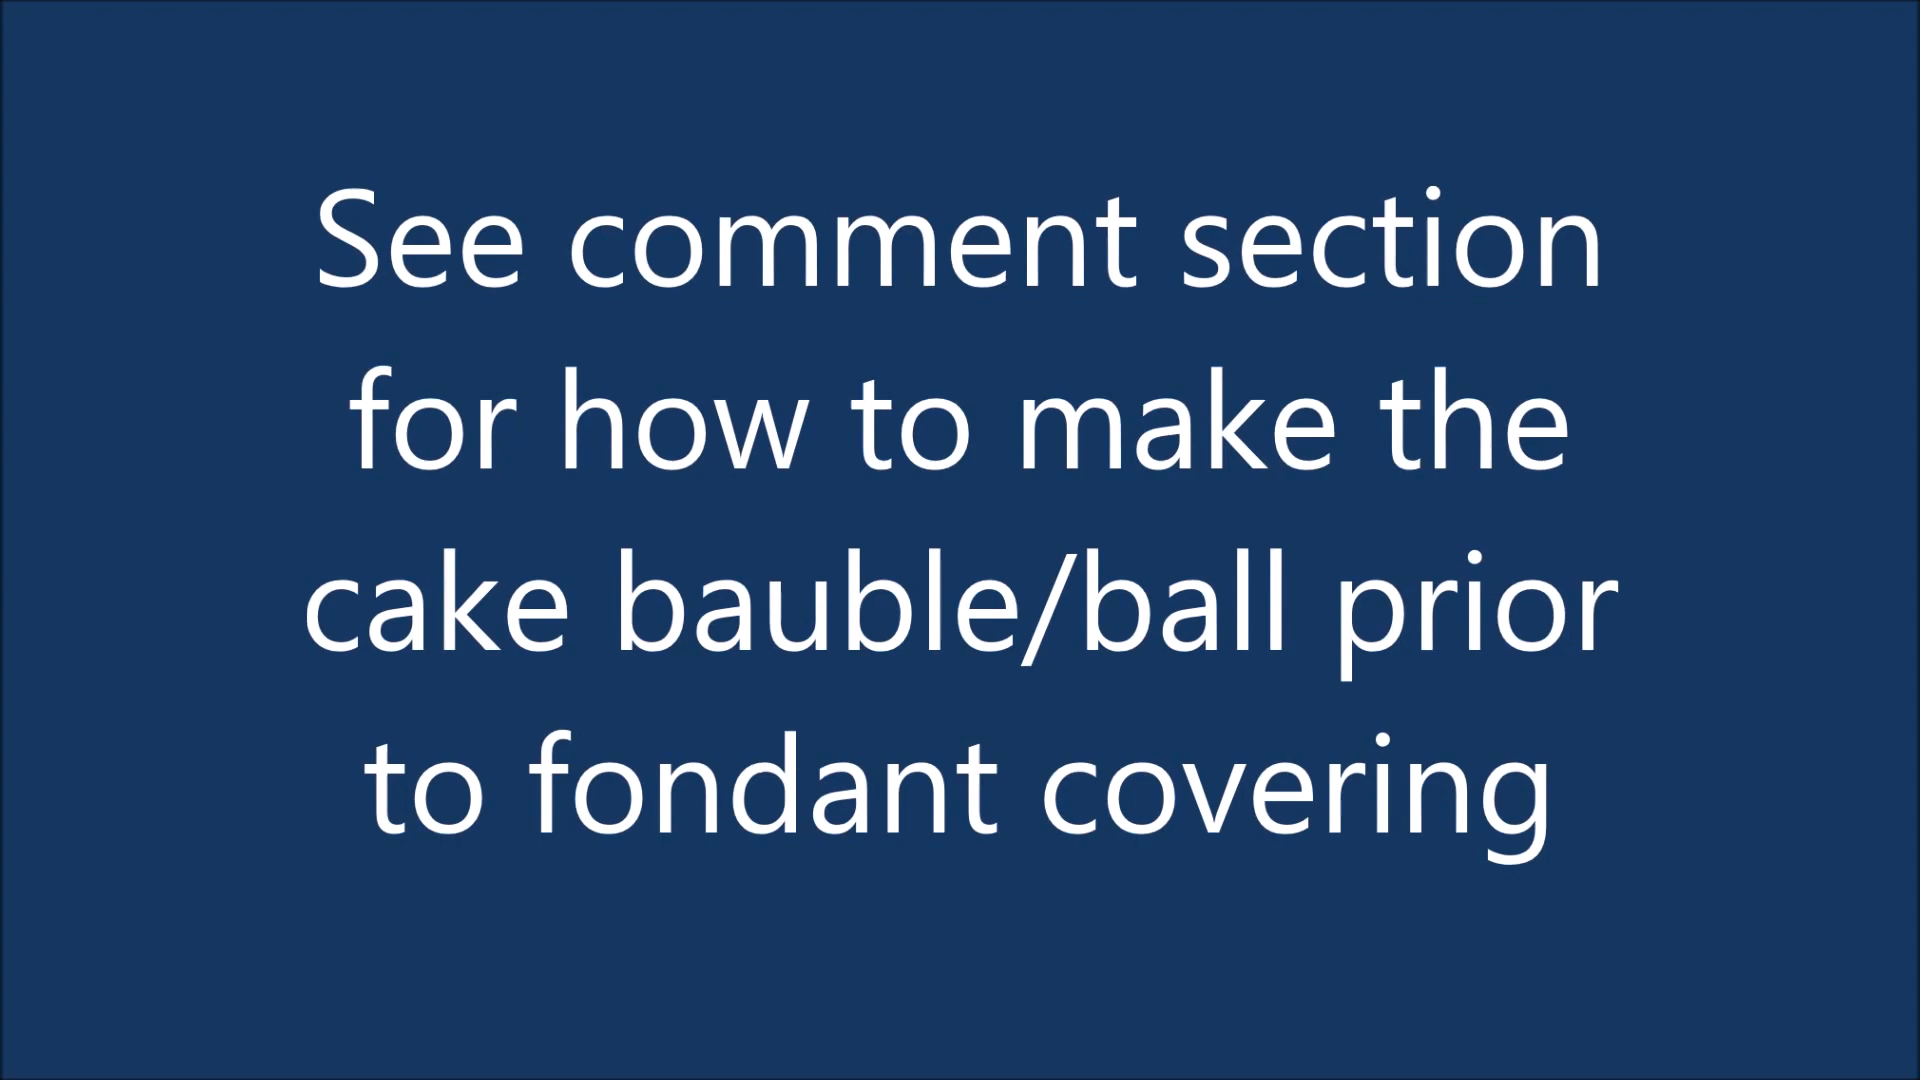 See comment section
for how to make the
cake bauble/ball prior
to fondant covering